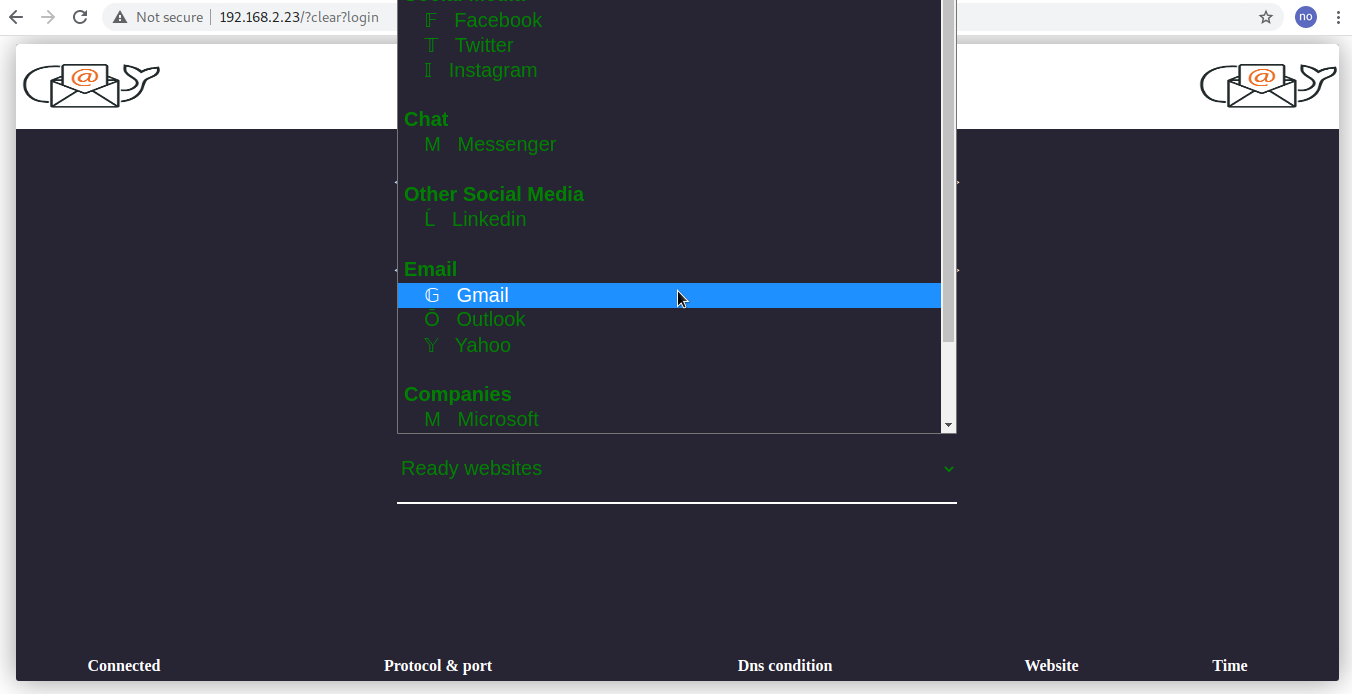 Not secure | 192.168.2.23/?clear?login
no
𝔽 Facebook
𝕋 Twitter
𝕀 Instagram
Chat
M Messenger
Other Social Media
Ĺ Linkedin
Email
𝔾 Gmail
Ō Outlook
𝕐 Yahoo
Companies
M Microsoft
Ready websites
Connected Protocol & port Dns condition Website Time